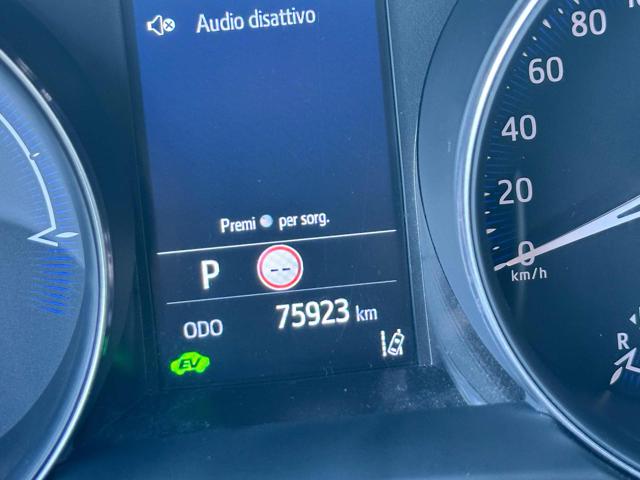 Audio disattivo
Premi per sorg.
P
--
ODO 75923 km
EV
80
60
40
20
0
km/h
R